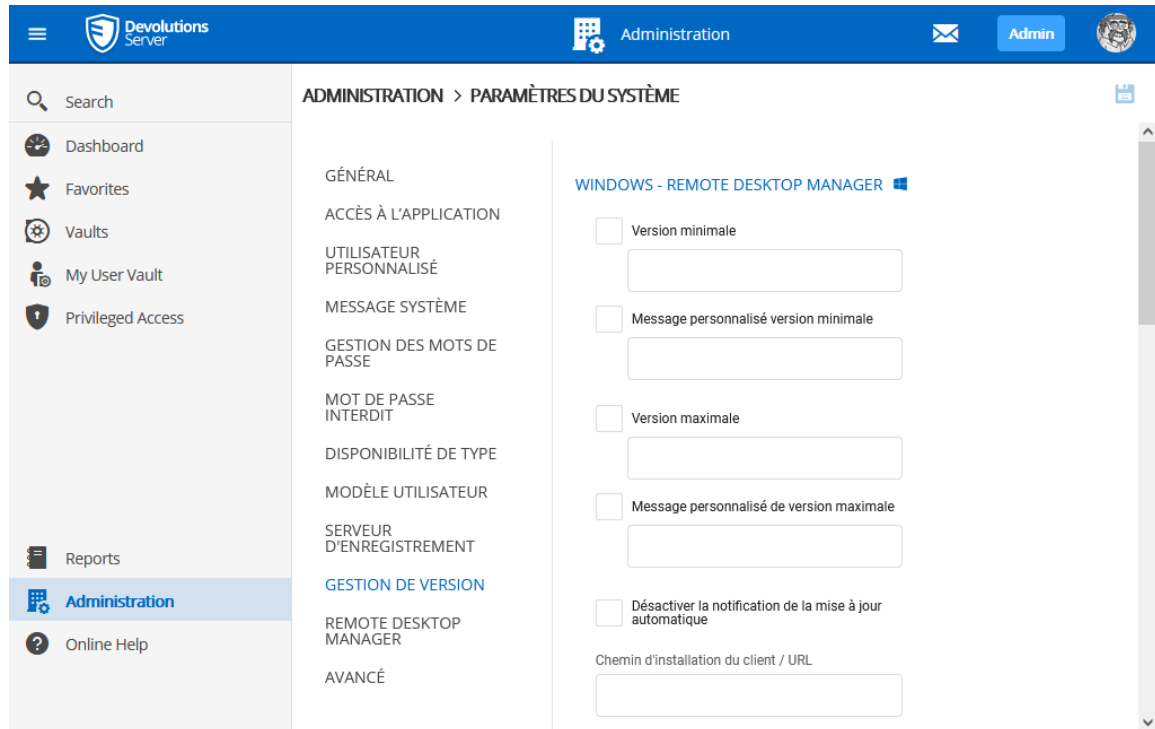 Devolutions
Server
Administration
Admin
Search
Dashboard
Favorites
Vaults
My User Vault
Privileged Access
Reports
Administration
Online Help
ADMINISTRATION > PARAMÈTRES DU SYSTÈME
GÉNÉRAL
ACCÈS À L'APPLICATION
UTILISATEUR
PERSONNALISÉ
MESSAGE SYSTÈME
GESTION DES MOTS DE
PASSE
MOT DE PASSE
INTERDIT
DISPONIBILITÉ DE TYPE
MODÈLE UTILISATEUR
SERVEUR
D'ENREGISTREMENT
GESTION DE VERSION
REMOTE DESKTOP
MANAGER
AVANCÉ
WINDOWS - REMOTE DESKTOP MANAGER
Version minimale
Message personnalisé version minimale
Version maximale
Message personnalisé de version maximale
Désactiver la notification de la mise à jour
automatique
Chemin d'installation du client / URL